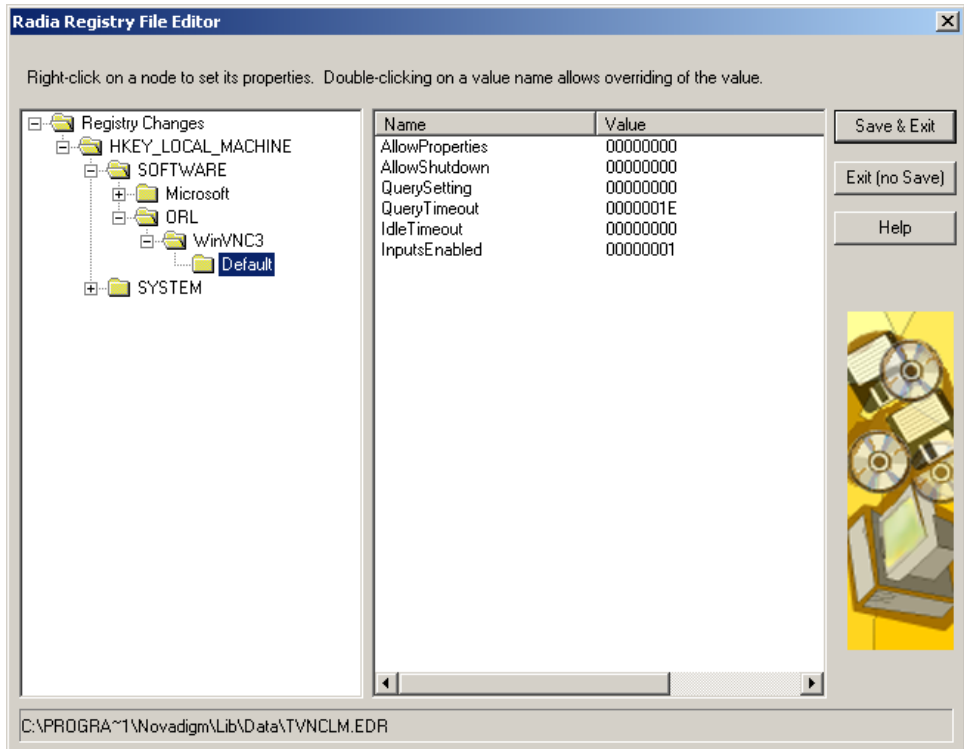 Radia Registry File Editor
Right-click on a node to set its properties.  Double-clicking on a value name allows overriding of the value.
Registry Changes
HKEY_LOCAL_MACHINE
SOFTWARE
Microsoft
ORL
WinVNC3
Default
SYSTEM
Name Value
AllowProperties 00000000
AllowShutdown 00000000
QuerySetting 00000000
QueryTimeout 0000001E
IdleTimeout 00000000
InputsEnabled 00000001
Save & Exit
Exit (no Save)
Help
C:\PROGRA~1\Novadigm\Lib\Data\TVNCLM.EDR